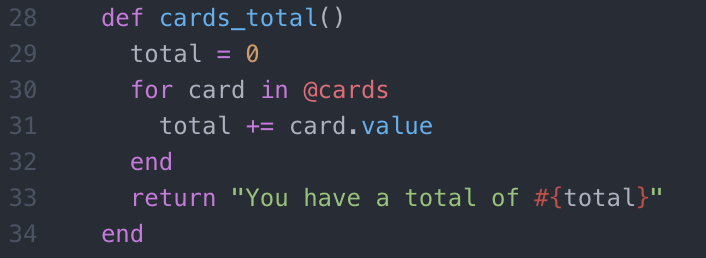 28 def cards_total()
29 total = 0
30 for card in @cards
31 total += card.value
32 end
33 return "You have a total of #{total}"
34 end